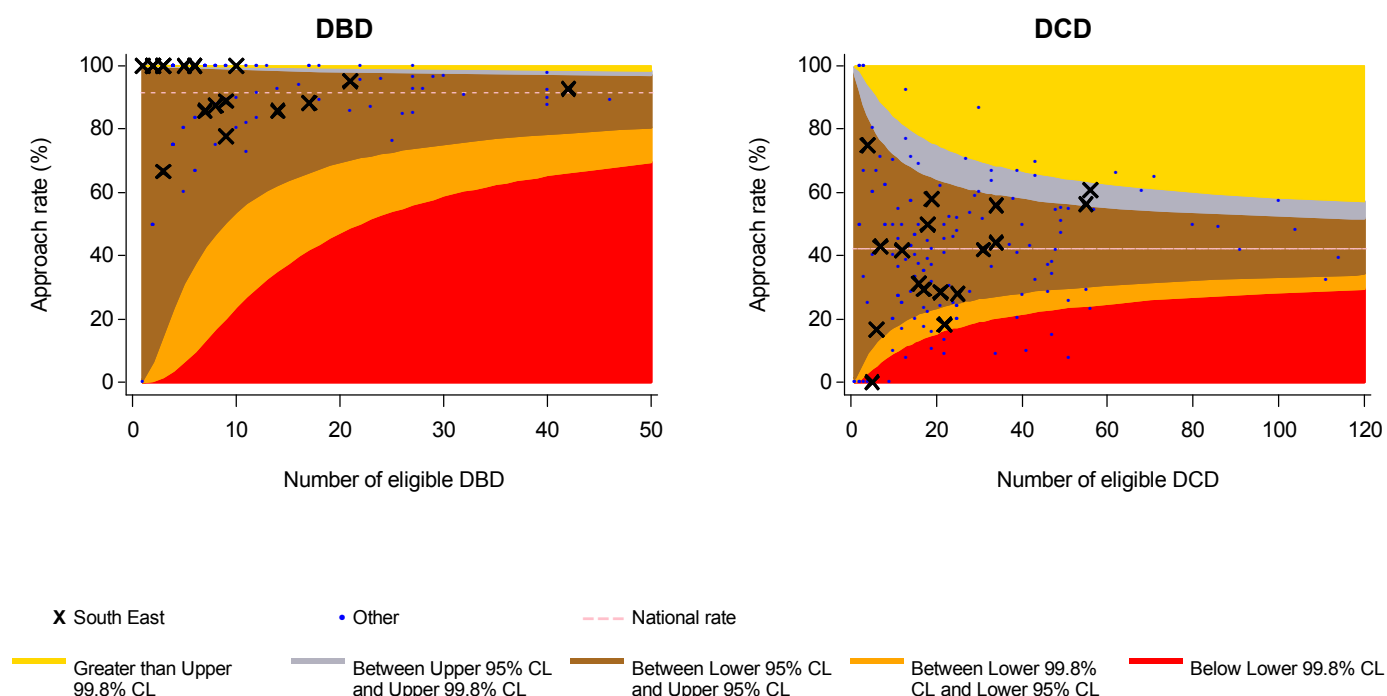 DBD
DCD
Approach rate (%)
100
80
60
40
20
0
0 10 20 30 40 50
Number of eligible DBD
Approach rate (%)
100
80
60
40
20
0
0 20 40 60 80 100 120
Number of eligible DCD
X South East
Other
National rate
Greater than Upper
99.8% CL
Between Upper 95% CL
and Upper 99.8% CL
Between Lower 95% CL
and Upper 95% CL
Between Lower 99.8%
CL and Lower 95% CL
Below Lower 99.8% CL